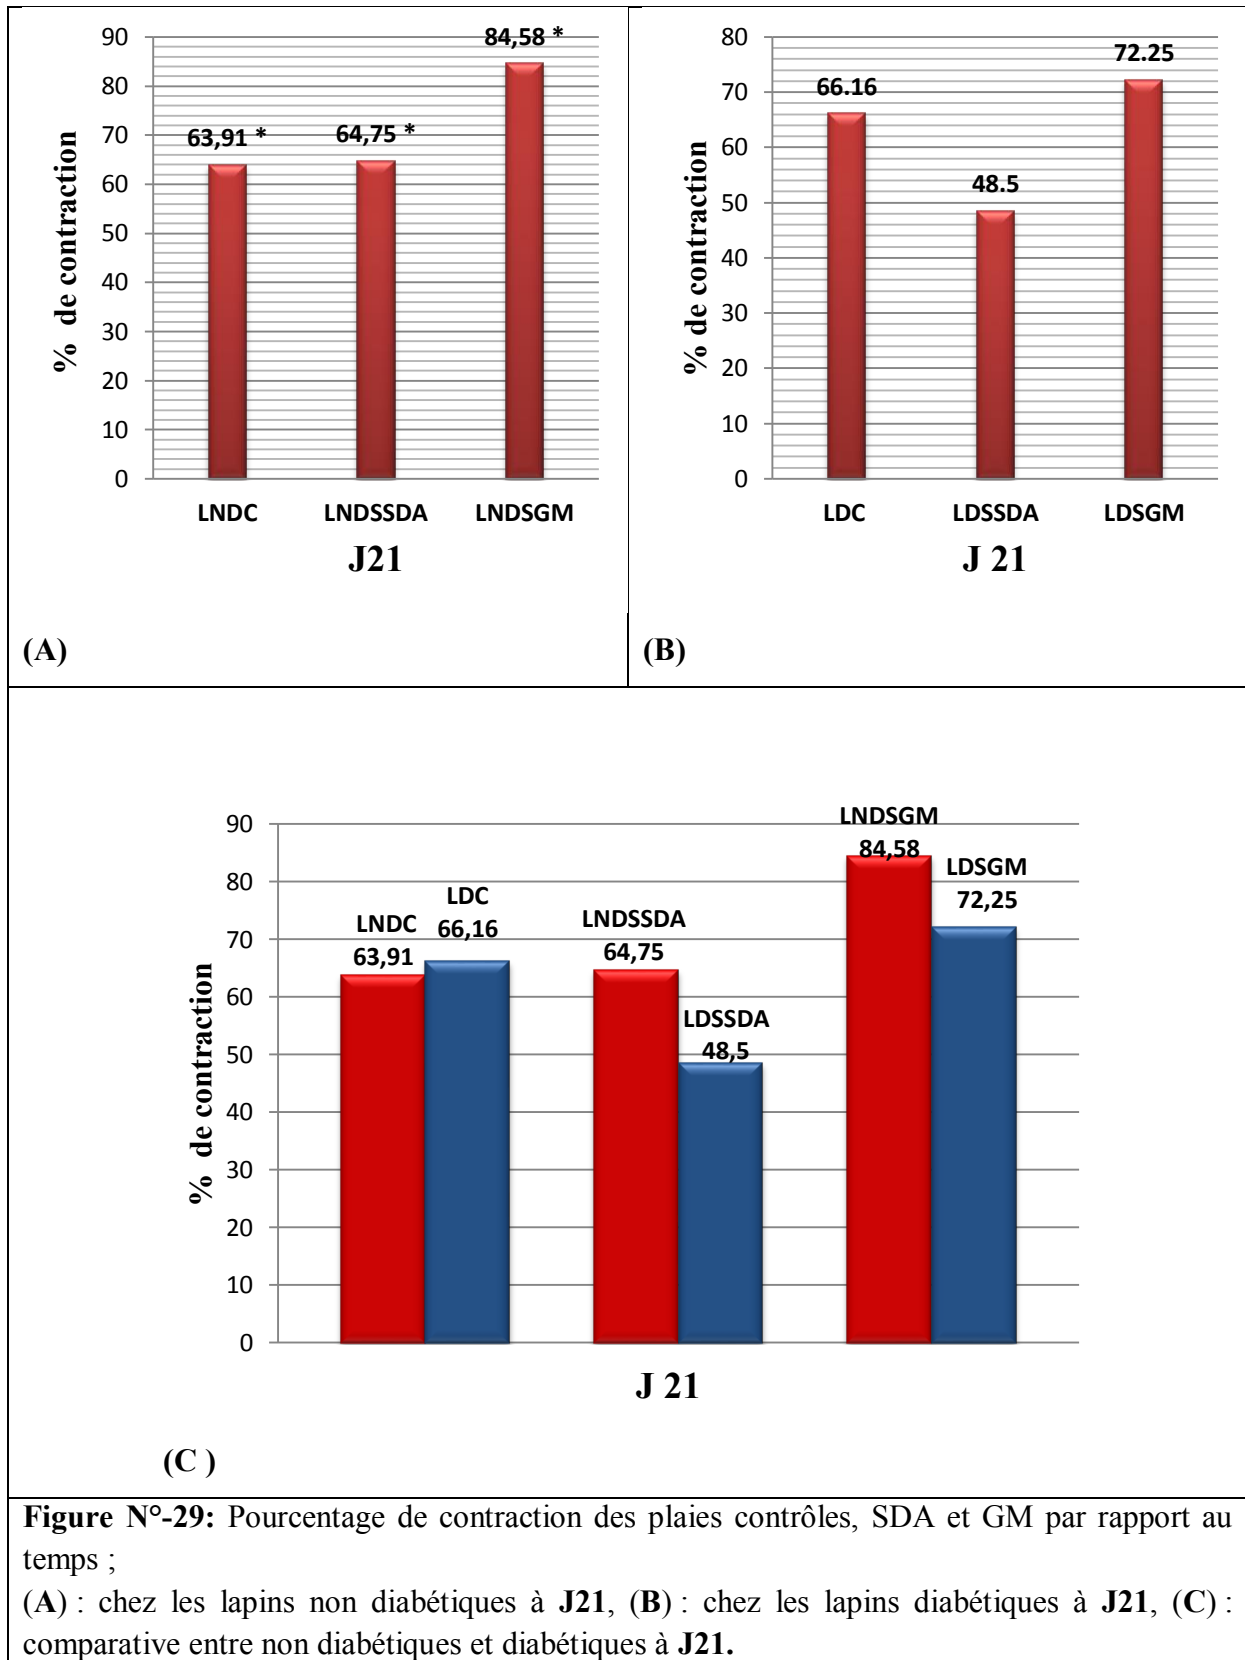 90
80
70
60
50
40
30
20
10
0
% de contraction
63,91 *
64,75 *
84,58 *
LNDC LNDSSDA LNDSGM
J21
(A)
80
70
60
50
40
30
20
10
0
% de contraction
66.16
48.5
72.25
LDC LDSSDA LDSGM
J 21
(B)
90
80
70
60
50
40
30
20
10
0
% de contraction
LNDC
63,91
LDC
66,16
LNDSSDA
64,75
LDSSDA
48,5
LNDSGM
84,58
LDSGM
72,25
J 21
(C )
Figure N°-29: Pourcentage de contraction des plaies contrôles, SDA et GM par rapport au
temps ;
(A) : chez les lapins non diabétiques à J21, (B) : chez les lapins diabétiques à J21, (C) :
comparative entre non diabétiques et diabétiques à J21.